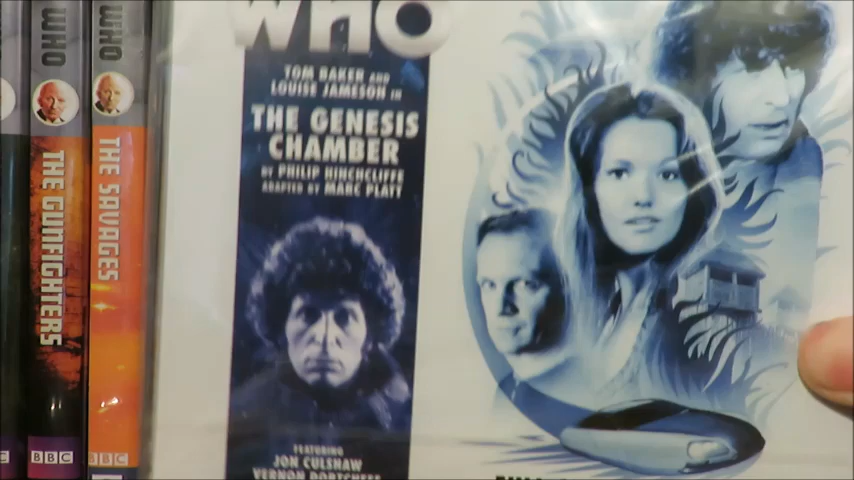 WHO
THE GUNFIGHTERS
BBC
WHO
THE SAVAGES
BBC
WHO
TOM BAKER AND
LOUISE JAMESON IN
THE GENESIS
CHAMBER
BY PHILIP HINCHCLIFFE
ADAPTED BY MARC PLATT
FEATURING
JON CULSHAW